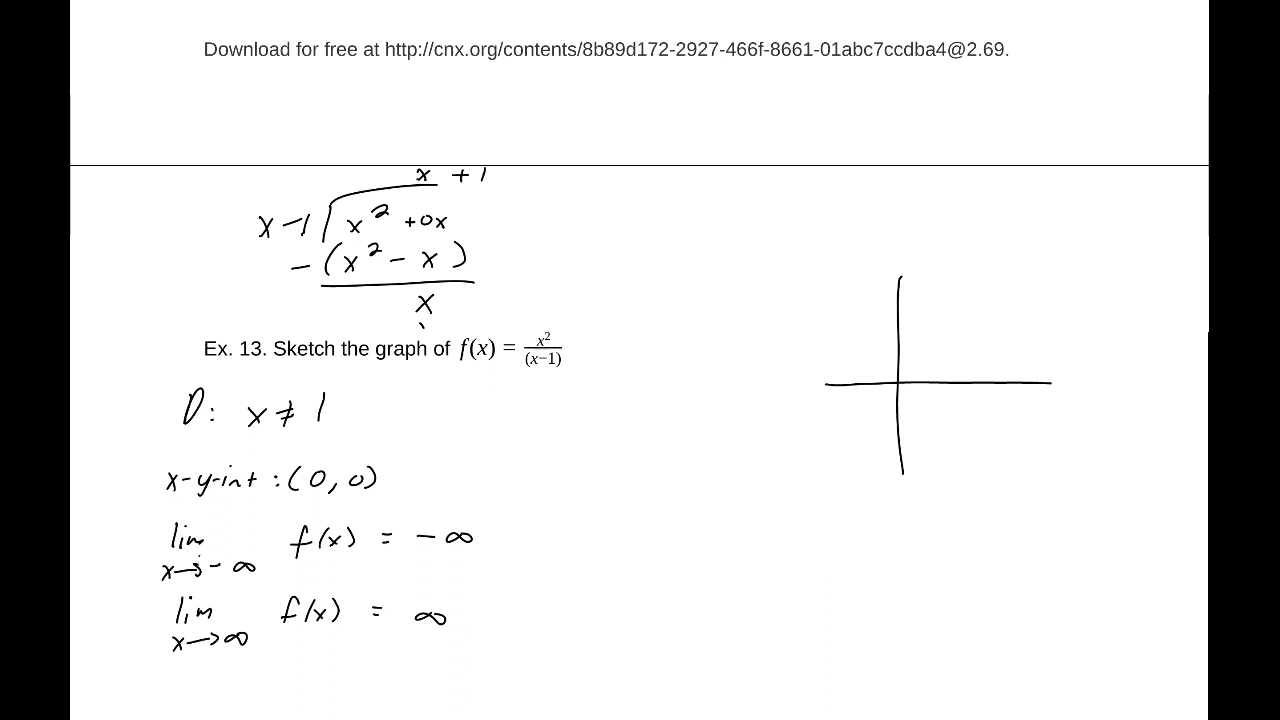 Download for free at http://cnx.org/contents/8b89d172-2927-466f-8661-01abc7ccdba4@2.69.
x + 1
x - 1 x² + 0x
- (x² - x)
x
Ex. 13. Sketch the graph of f(x) = x²/(x−1)
D: x ≠ 1
x-y-int : (0, 0)
lim f(x) = -∞
x→-∞
lim f(x) = ∞
x→∞